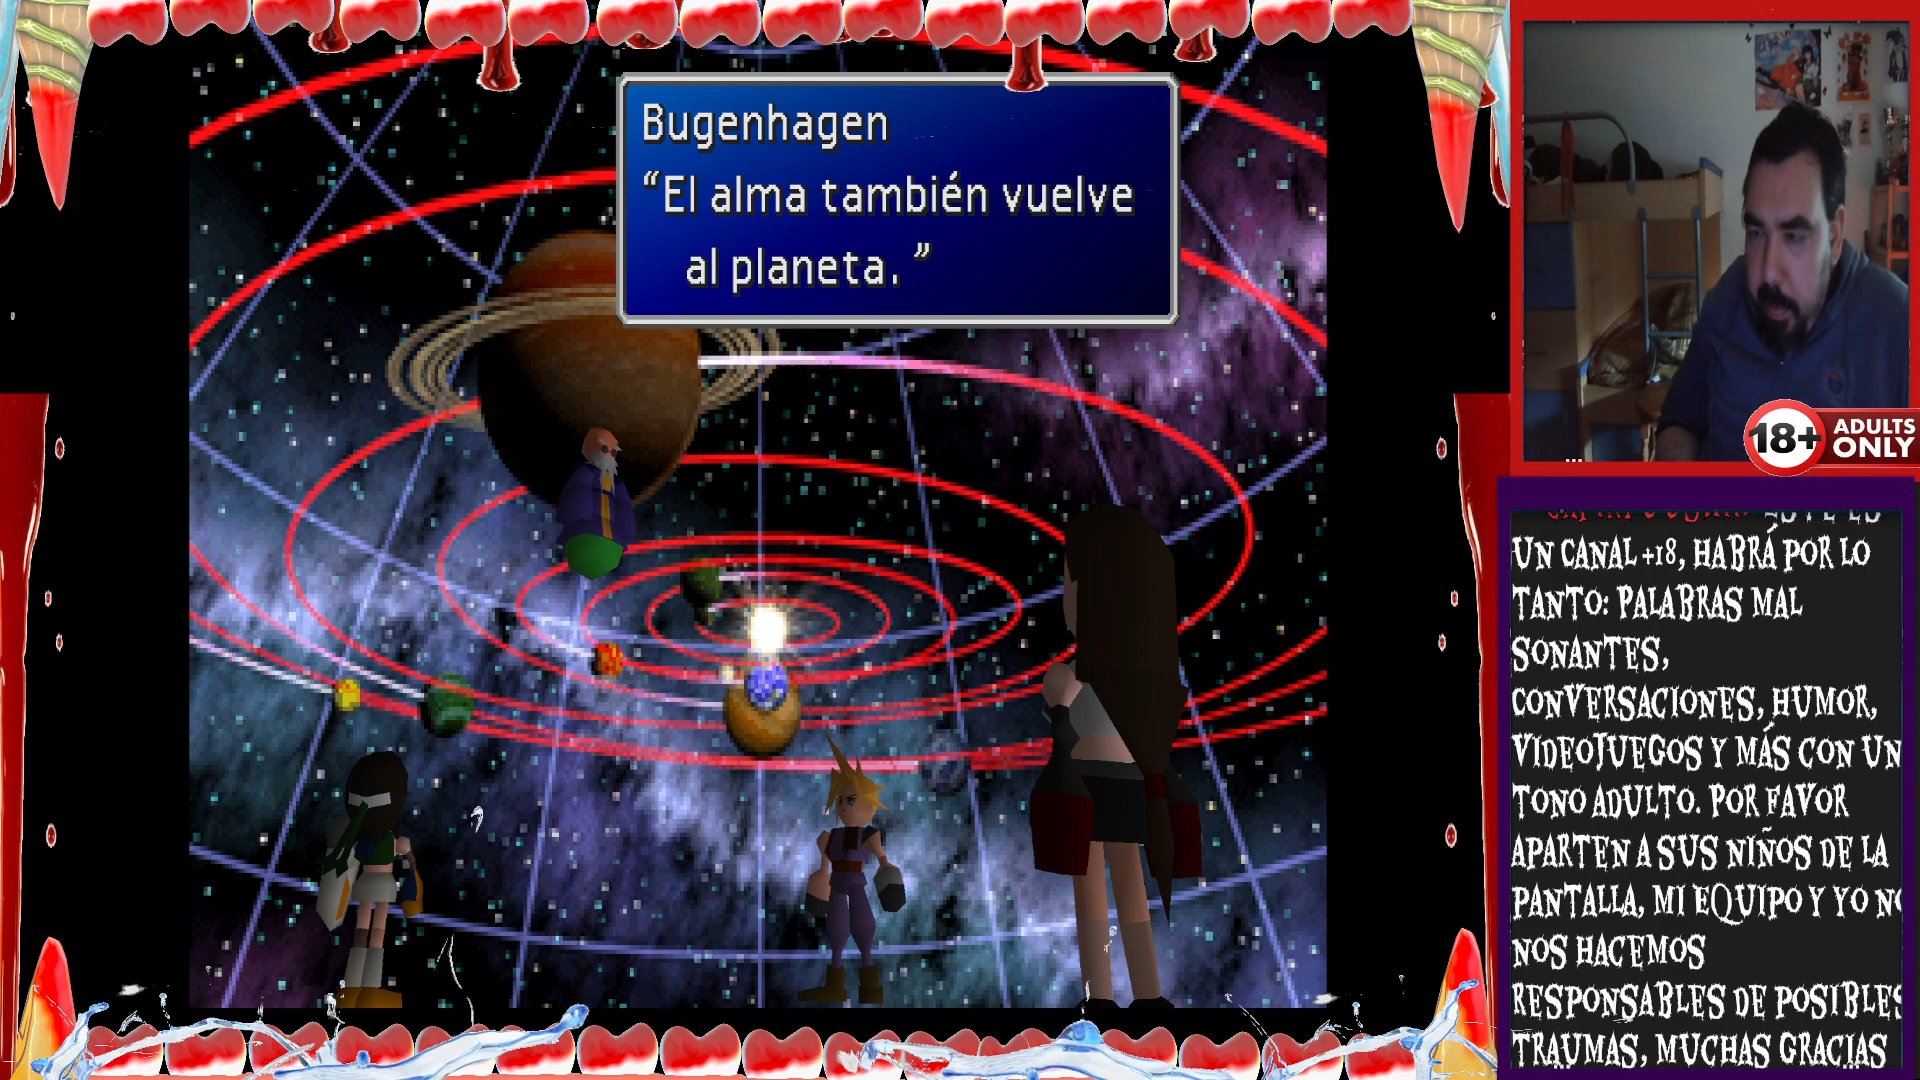 Bugenhagen
“El alma también vuelve
al planeta.”
18+ ADULTS
ONLY
UN CANAL +18, HABRÁ POR LO
TANTO: PALABRAS MAL
SONANTES,
CONVERSACIONES, HUMOR,
VIDEOJUEGOS Y MÁS CON UN
TONO ADULTO. POR FAVOR
APARTEN A SUS NIÑOS DE LA
PANTALLA, MI EQUIPO Y YO NO
NOS HACEMOS
RESPONSABLES DE POSIBLES
TRAUMAS, MUCHAS GRACIAS